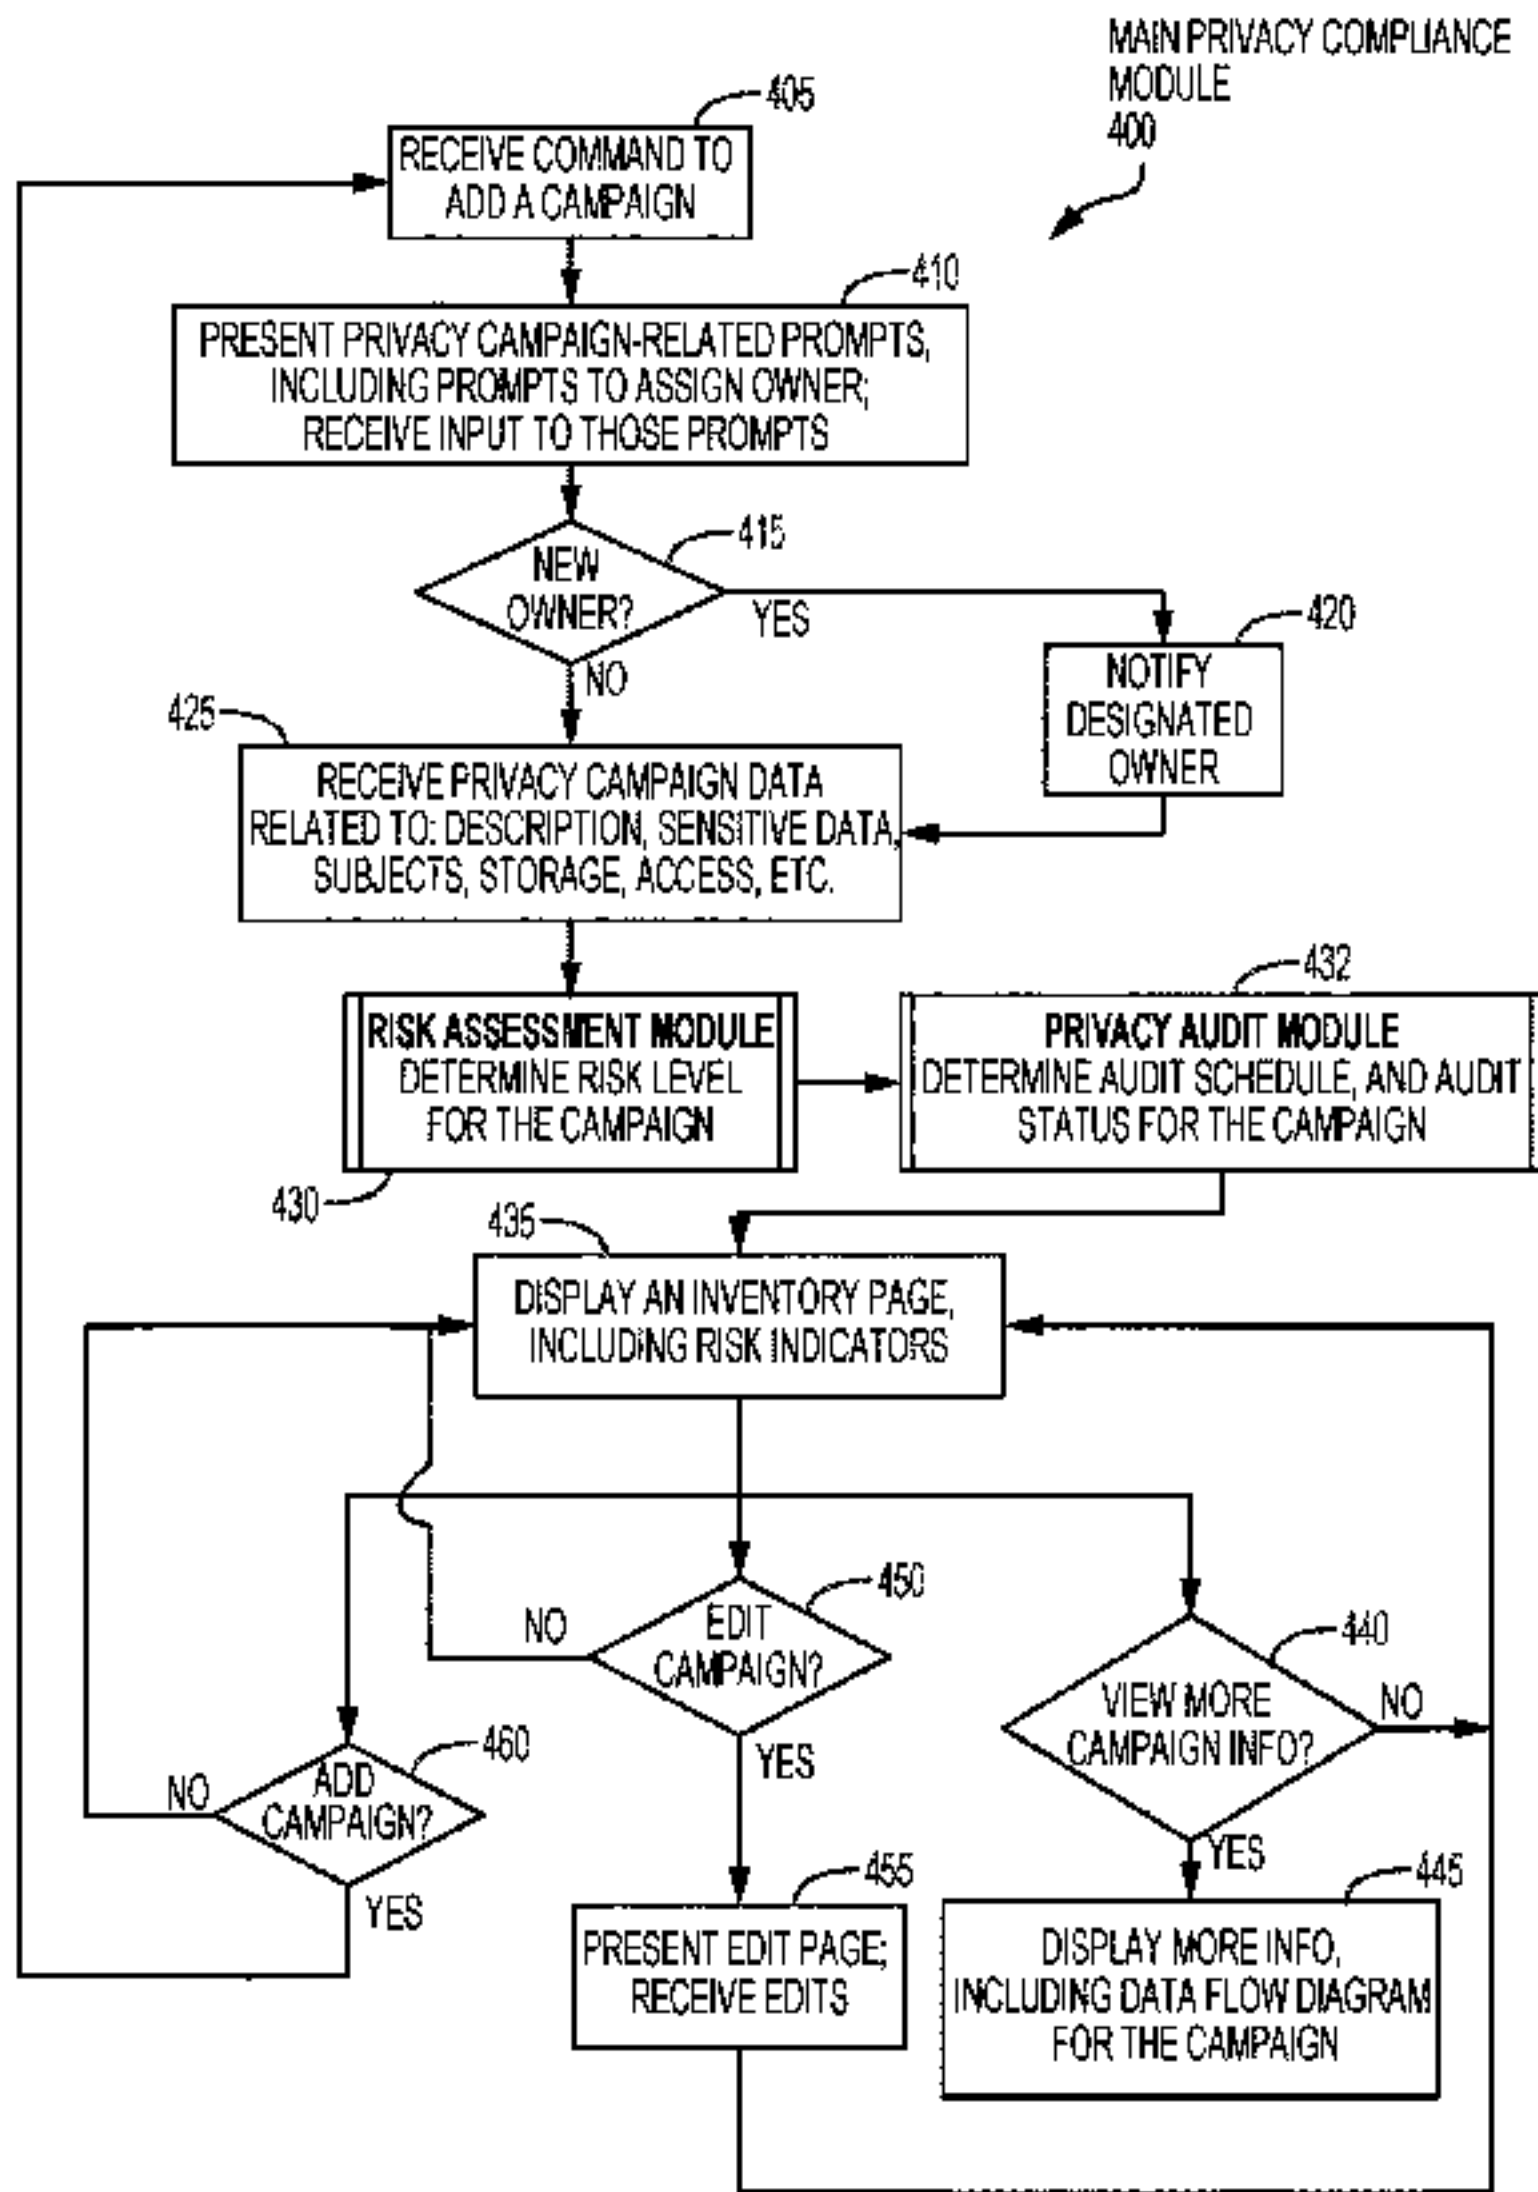 MAIN PRIVACY COMPLIANCE
MODULE
400
405
RECEIVE COMMAND TO
ADD A CAMPAIGN
410
PRESENT PRIVACY CAMPAIGN-RELATED PROMPTS,
INCLUDING PROMPTS TO ASSIGN OWNER;
RECEIVE INPUT TO THOSE PROMPTS
415
NEW
OWNER?
YES
NO
420
NOTIFY
DESIGNATED
OWNER
425
RECEIVE PRIVACY CAMPAIGN DATA
RELATED TO: DESCRIPTION, SENSITIVE DATA,
SUBJECTS, STORAGE, ACCESS, ETC.
430
RISK ASSESSMENT MODULE
DETERMINE RISK LEVEL
FOR THE CAMPAIGN
432
PRIVACY AUDIT MODULE
DETERMINE AUDIT SCHEDULE, AND AUDIT
STATUS FOR THE CAMPAIGN
435
DISPLAY AN INVENTORY PAGE,
INCLUDING RISK INDICATORS
450
EDIT
CAMPAIGN?
NO
YES
440
VIEW MORE
CAMPAIGN INFO?
NO
YES
460
ADD
CAMPAIGN?
NO
YES
455
PRESENT EDIT PAGE;
RECEIVE EDITS
445
DISPLAY MORE INFO,
INCLUDING DATA FLOW DIAGRAM
FOR THE CAMPAIGN